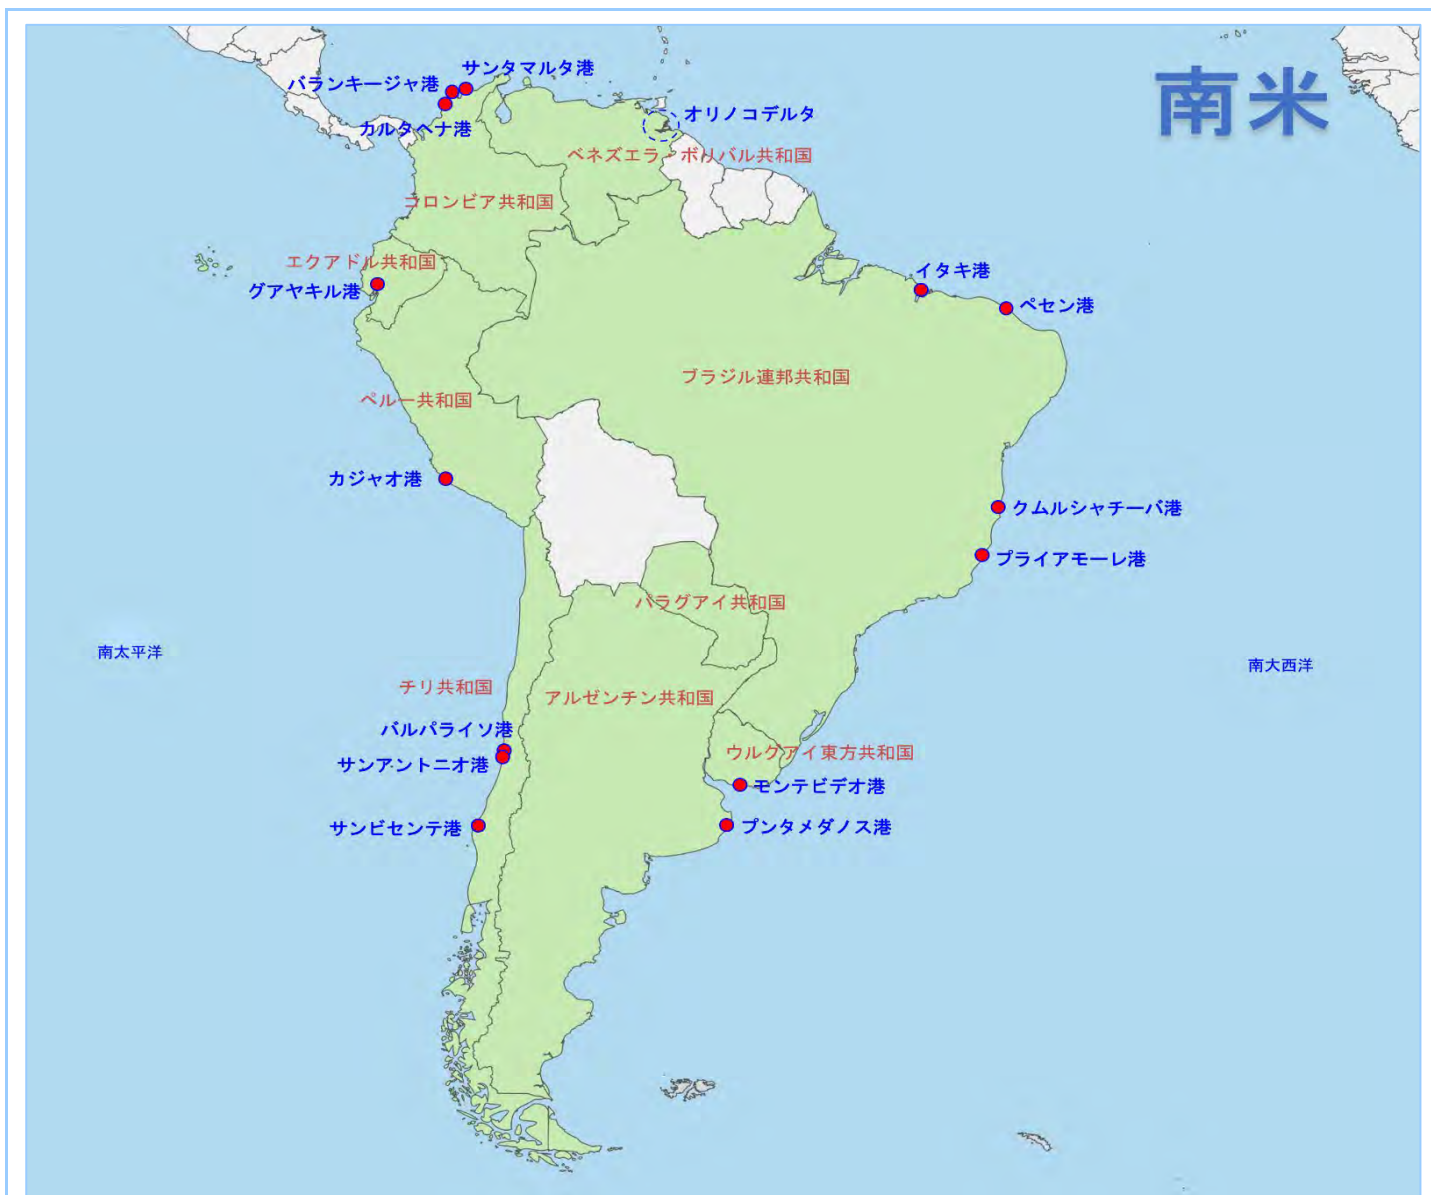 南米
サンタマルタ港
バランキージャ港
カルタヘナ港
オリノコデルタ
ベネズエラ・ボリバル共和国
コロンビア共和国
エクアドル共和国
グアヤキル港
イタキ港
ペセン港
ブラジル連邦共和国
ペルー共和国
カジャオ港
クムルシャチーバ港
プライアモーレ港
パラグアイ共和国
南太平洋
南大西洋
チリ共和国
アルゼンチン共和国
バルパライソ港
サンアントニオ港
ウルグアイ東方共和国
モンテビデオ港
サンビセンテ港
プンタメダノス港